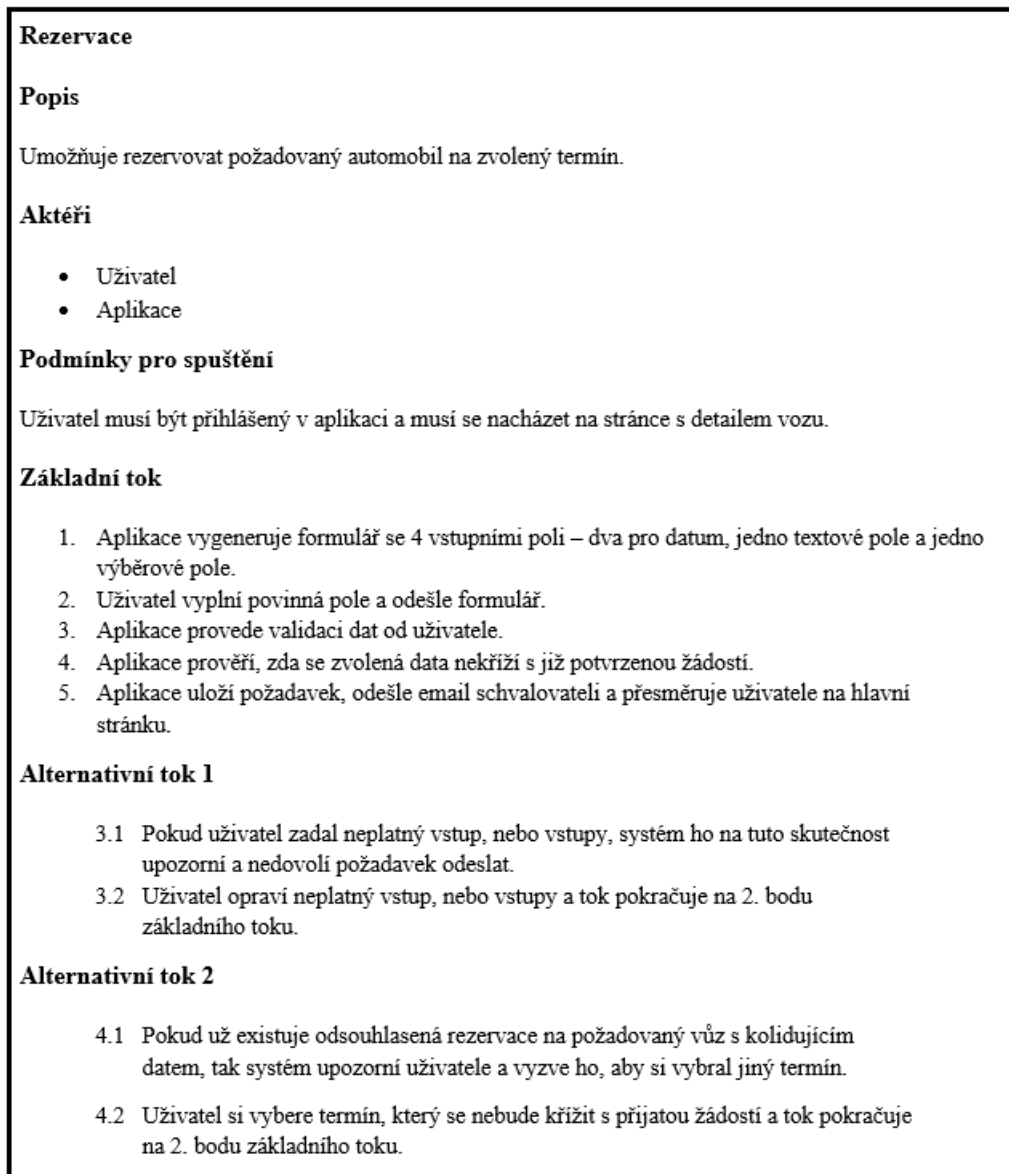 Rezervace
Popis
Umožňuje rezervovat požadovaný automobil na zvolený termín.
Aktéři
• Uživatel
• Aplikace
Podmínky pro spuštění
Uživatel musí být přihlášený v aplikaci a musí se nacházet na stránce s detailem vozu.
Základní tok
1. Aplikace vygeneruje formulář se 4 vstupními poli – dva pro datum, jedno textové pole a jedno
výběrové pole.
2. Uživatel vyplní povinná pole a odešle formulář.
3. Aplikace provede validaci dat od uživatele.
4. Aplikace prověří, zda se zvolená data nekříží s již potvrzenou žádostí.
5. Aplikace uloží požadavek, odešle email schvalovateli a přesměruje uživatele na hlavní
stránku.
Alternativní tok 1
3.1 Pokud uživatel zadal neplatný vstup, nebo vstupy, systém ho na tuto skutečnost
upozorní a nedovolí požadavek odeslat.
3.2 Uživatel opraví neplatný vstup, nebo vstupy a tok pokračuje na 2. bodu
základního toku.
Alternativní tok 2
4.1 Pokud už existuje odsouhlasená rezervace na požadovaný vůz s kolidujícím
datem, tak systém upozorní uživatele a vyzve ho, aby si vybral jiný termín.
4.2 Uživatel si vybere termín, který se nebude křížit s přijatou žádostí a tok pokračuje
na 2. bodu základního toku.